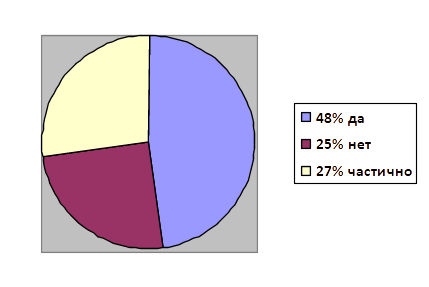 48% да
25% нет
27% частично